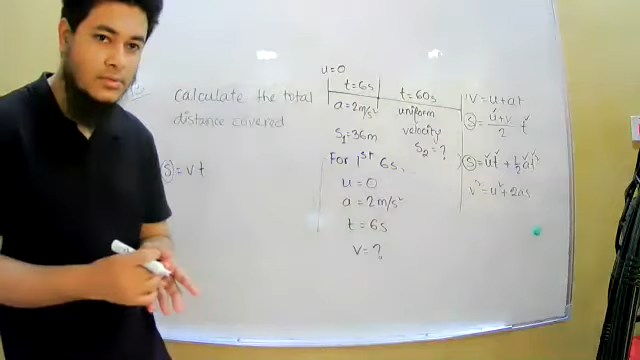 Calculate the total
distance covered
Ⓢ = vt
u=0
t=6s
t=60s
a=2m/s²
uniform
velocity
S₁=36m
S₂=?
For 1st 6s,
u=0
a=2m/s²
t=6s
v=?
v=u+at
Ⓢ=(u+v)/2 t
Ⓢ=ut+½at²
v²=u²+2as